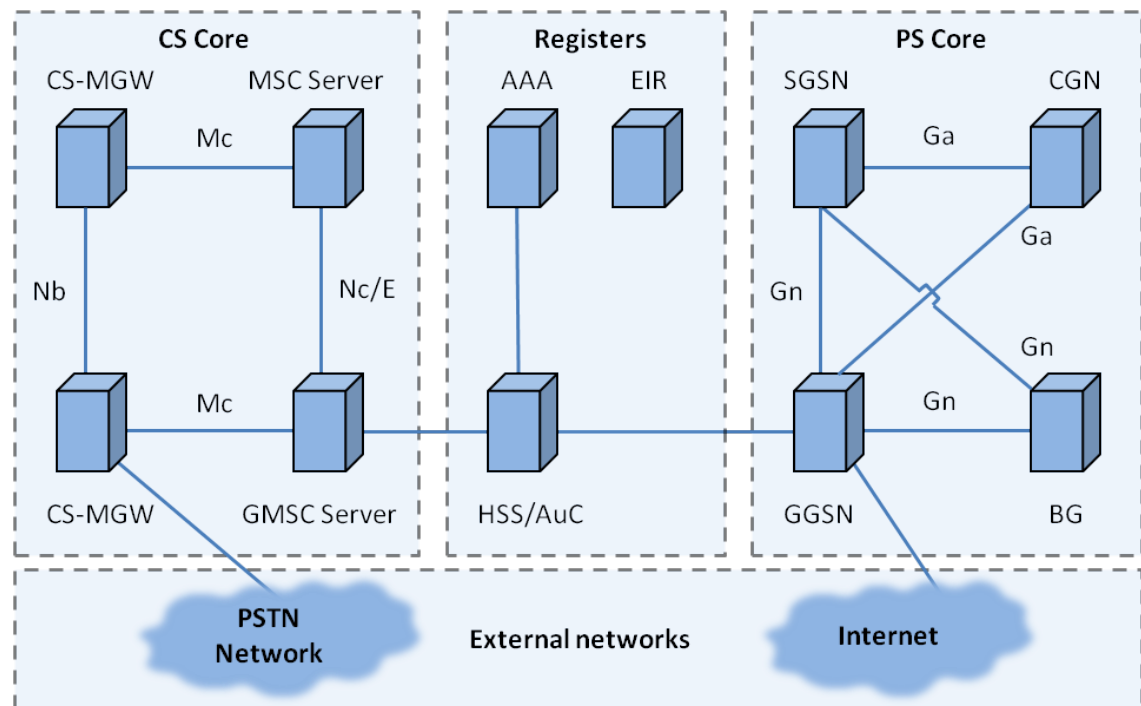 CS Core
Registers
PS Core
CS-MGW
MSC Server
AAA
EIR
SGSN
CGN
Mc
Ga
Ga
Nb
Nc/E
Gn
Gn
Mc
Gn
CS-MGW
GMSC Server
HSS/AuC
GGSN
BG
PSTN
Network
External networks
Internet